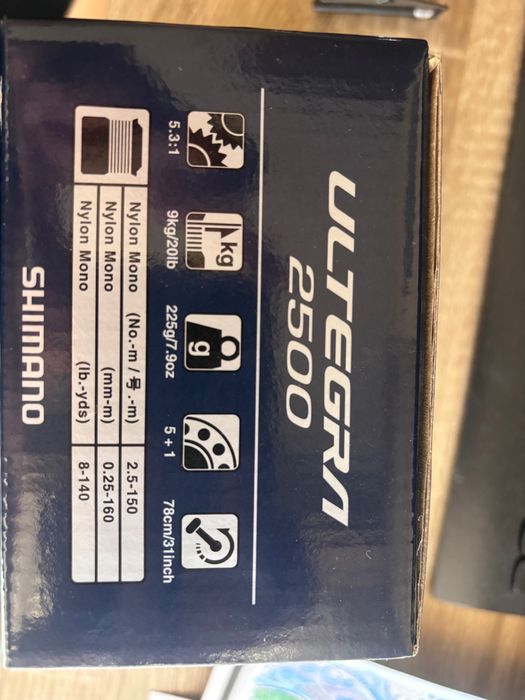 ULTEGRA
2500
kg
g
5.3:1 9kg/20lb 225g/7.9oz 5 + 1 78cm/31inch
Nylon Mono (No.-m / 号.-m) 2.5-150
Nylon Mono (mm-m) 0.25-160
Nylon Mono (lb.-yds) 8-140
SHIMANO